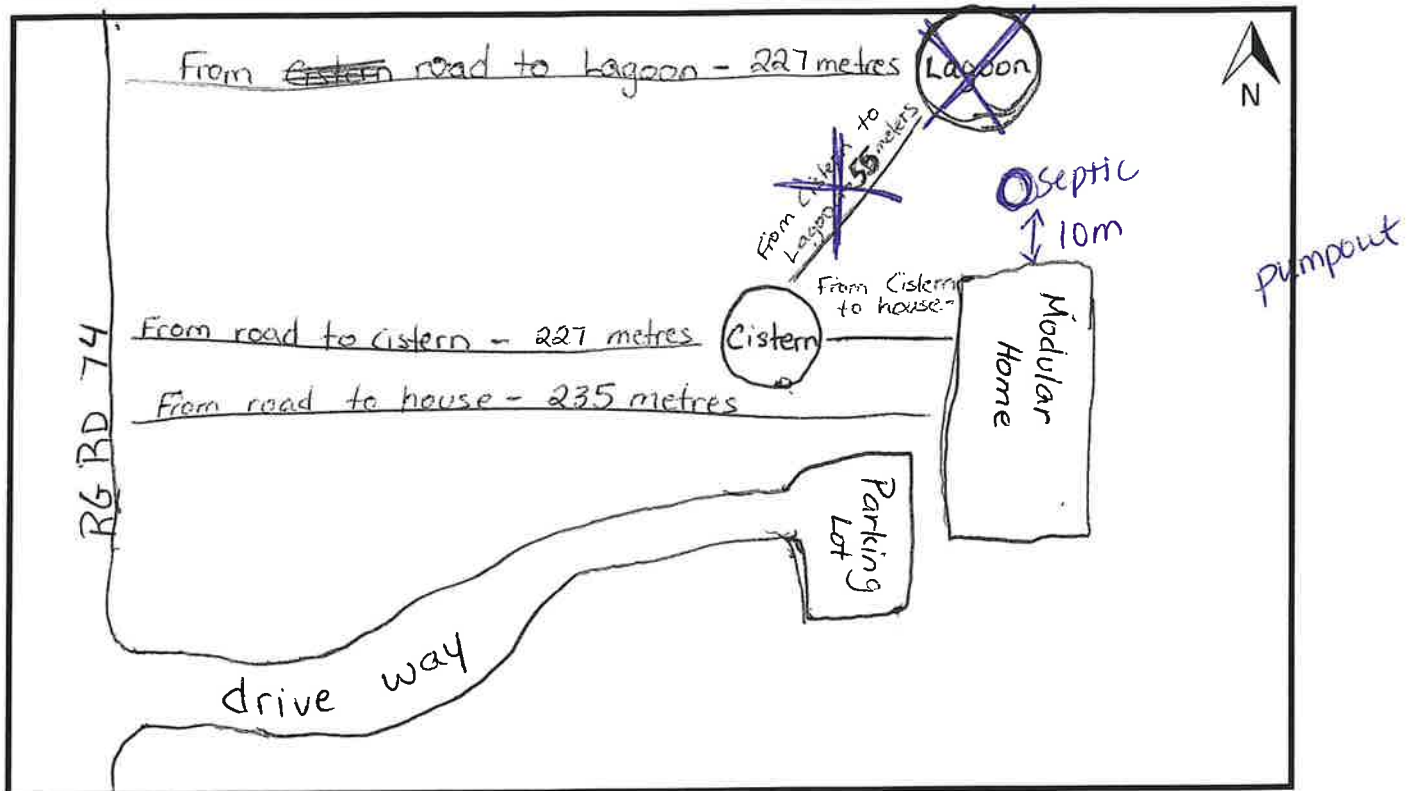 From Cistern road to Lagoon - 227 metres
Lagoon
N
From Cistern to
Lagoon - 55 meters
Septic
10m
pumpout
From Cistern
to house -
Modular
Home
From road to cistern - 227 metres
Cistern
From road to house - 235 metres
RG RD 74
Parking
Lot
drive way